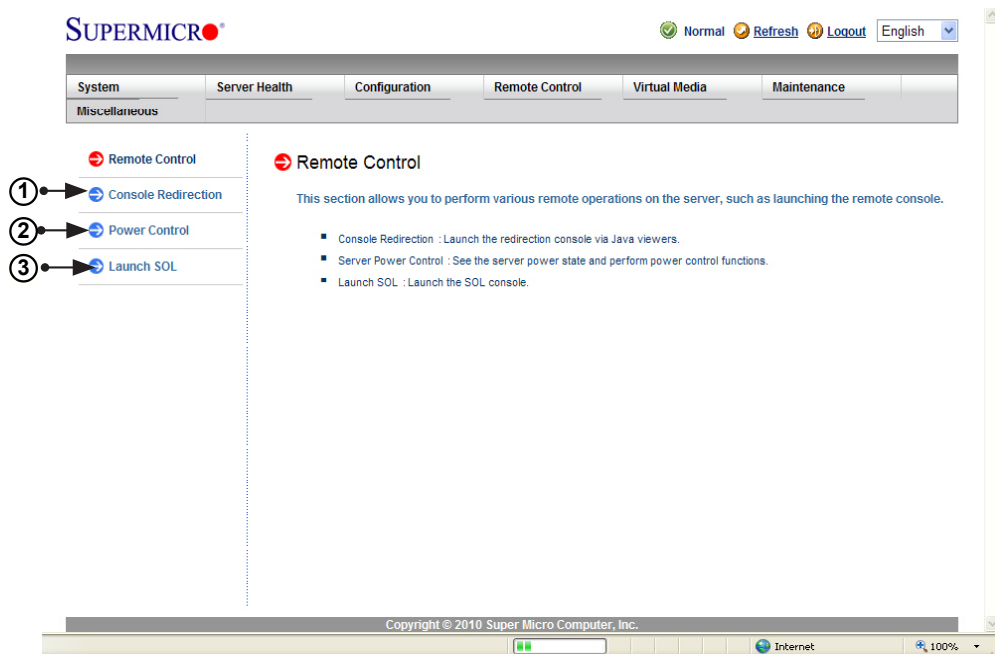 SUPERMICR
Normal Refresh Logout English
System Server Health Configuration Remote Control Virtual Media Maintenance
Miscellaneous
Remote Control
1 Console Redirection
2 Power Control
3 Launch SOL
Remote Control
This section allows you to perform various remote operations on the server, such as launching the remote console.
Console Redirection : Launch the redirection console via Java viewers.
Server Power Control : See the server power state and perform power control functions.
Launch SOL : Launch the SOL console.
Copyright © 2010 Super Micro Computer, Inc.
Internet 100%